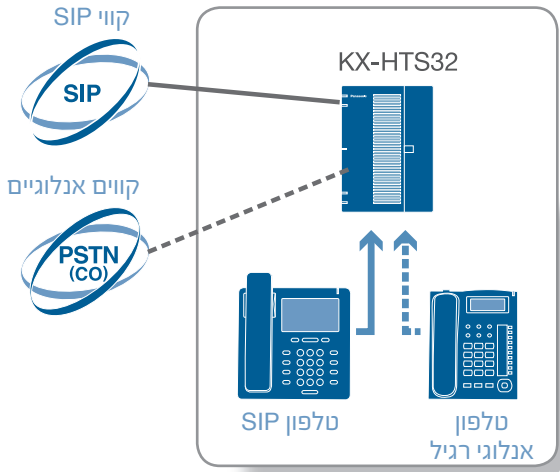 קווי SIP
SIP
KX-HTS32
Panasonic
קווים אנלוגיים
PSTN
(CO)
טלפון SIP
טלפון
אנלוגי רגיל